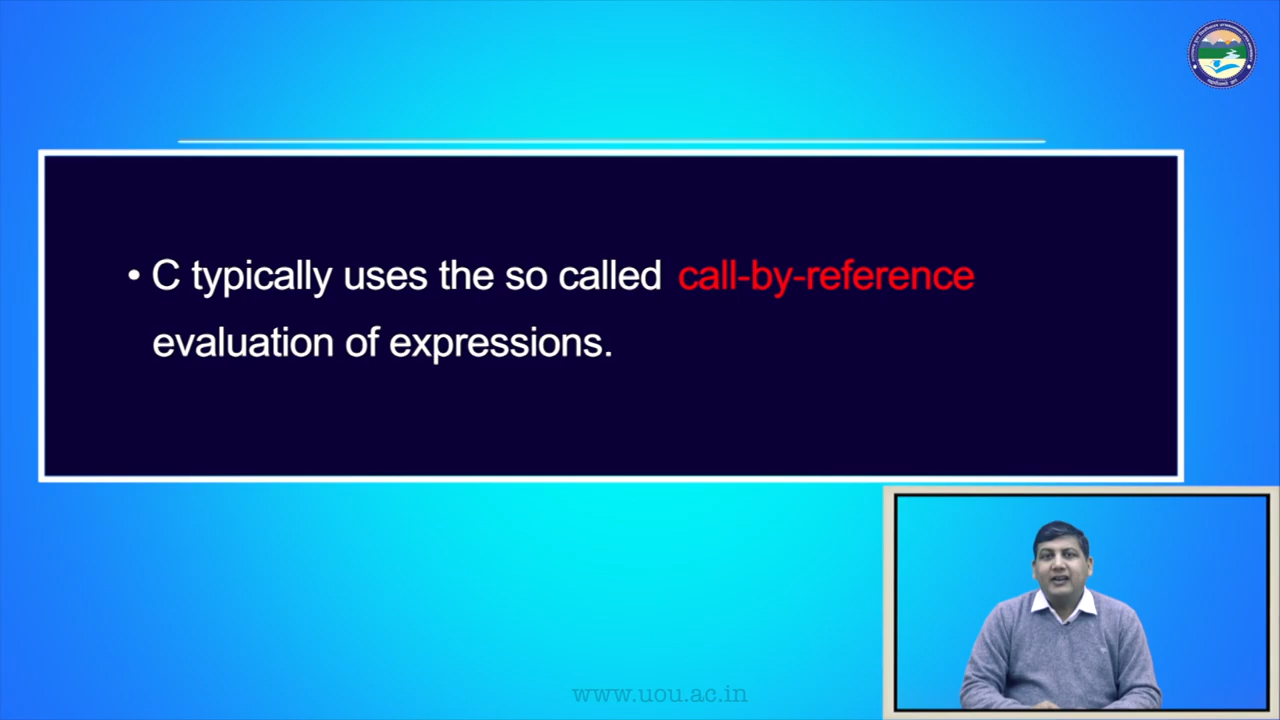 • C typically uses the so called call-by-reference
evaluation of expressions.
www.uou.ac.in